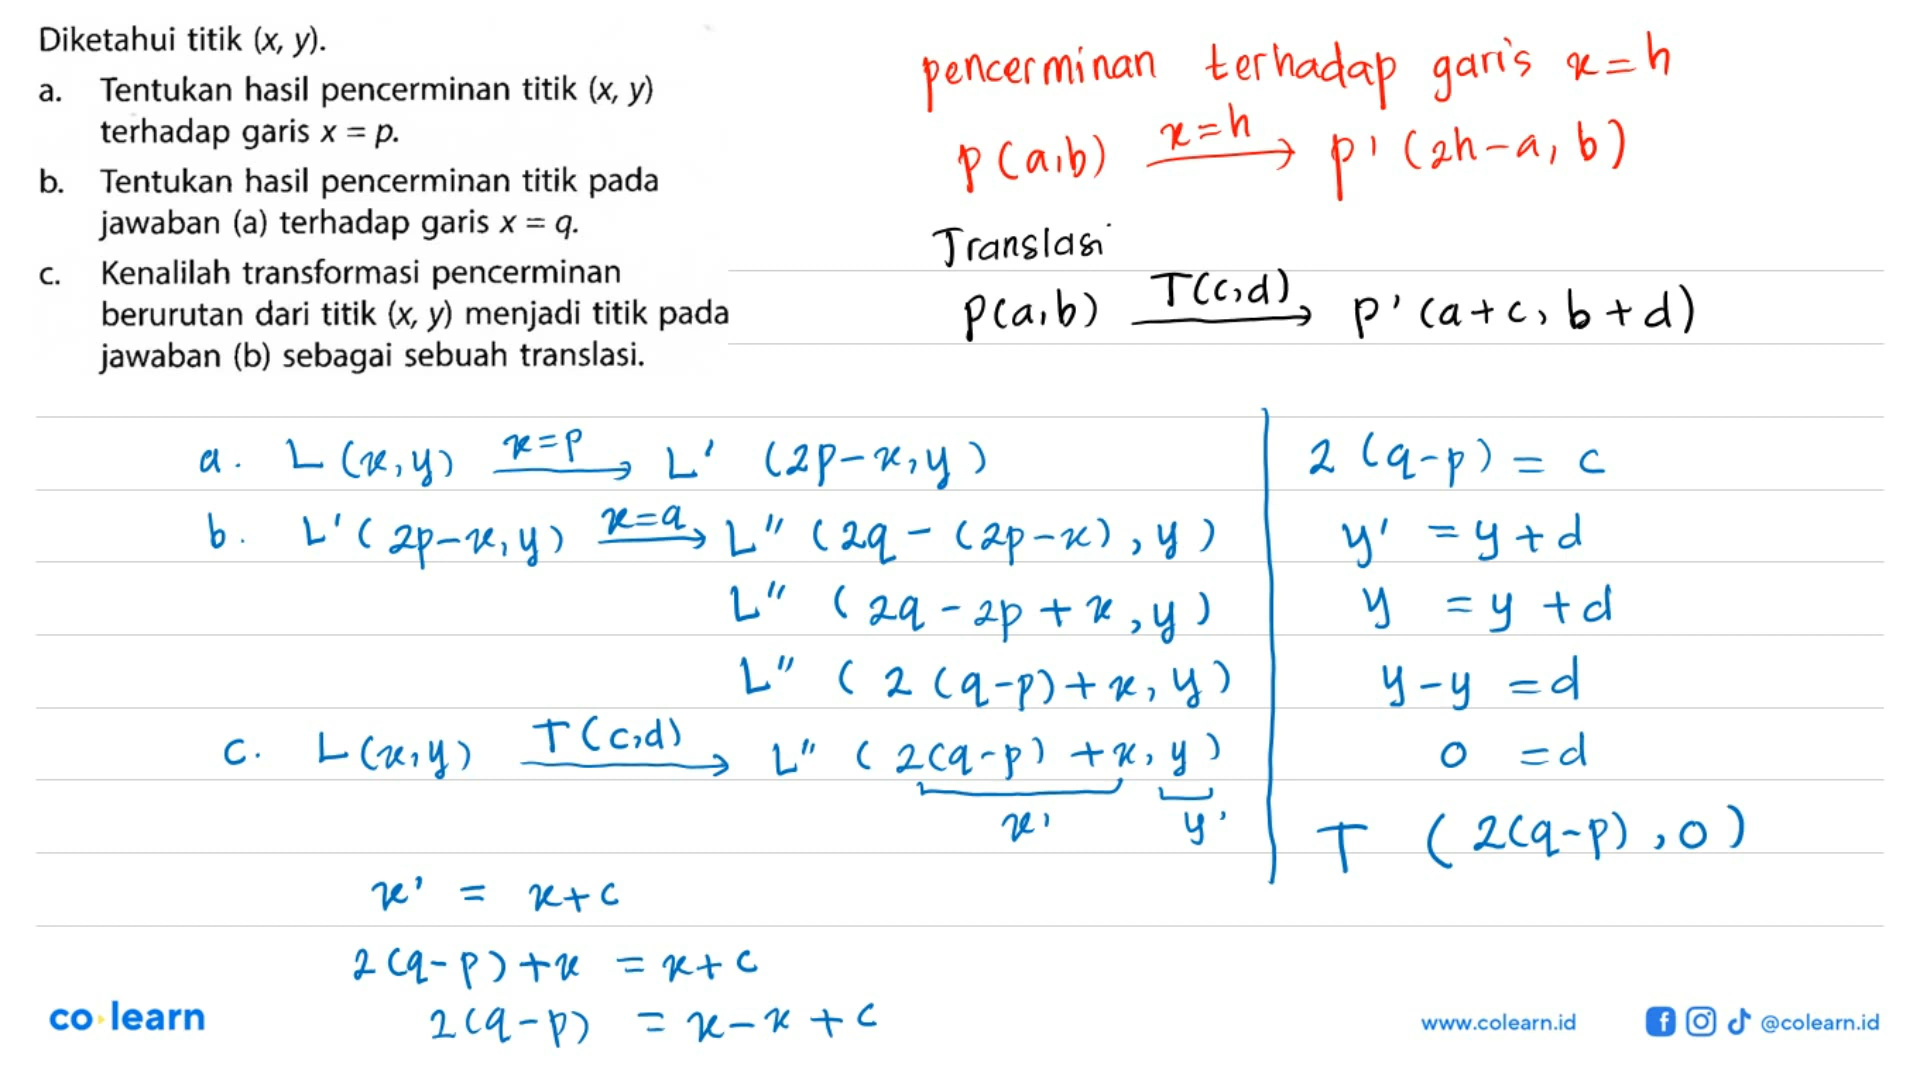 Diketahui titik (x, y).
a. Tentukan hasil pencerminan titik (x, y)
terhadap garis x = p.
b. Tentukan hasil pencerminan titik pada
jawaban (a) terhadap garis x = q.
c. Kenalilah transformasi pencerminan
berurutan dari titik (x, y) menjadi titik pada
jawaban (b) sebagai sebuah translasi.
pencerminan terhadap garis x=h
p(a,b) x=h → p' (2h-a, b)
Translasi
p(a,b) T(c,d) → p' (a+c, b+d)
a. L(x,y) x=p → L' (2p-x,y)
b. L'(2p-x,y) x=q → L'' (2q-(2p-x),y)
L'' (2q-2p+x,y)
L'' (2(q-p)+x,y)
c. L(x,y) T(c,d) → L'' (2(q-p)+x,y)
x' y'
x' = x+c
2(q-p)+x = x+c
2(q-p) = x-x+c
2(q-p) = c
y' = y+d
y = y+d
y-y = d
0 = d
T (2(q-p),0)
co learn
www.colearn.id @colearn.id